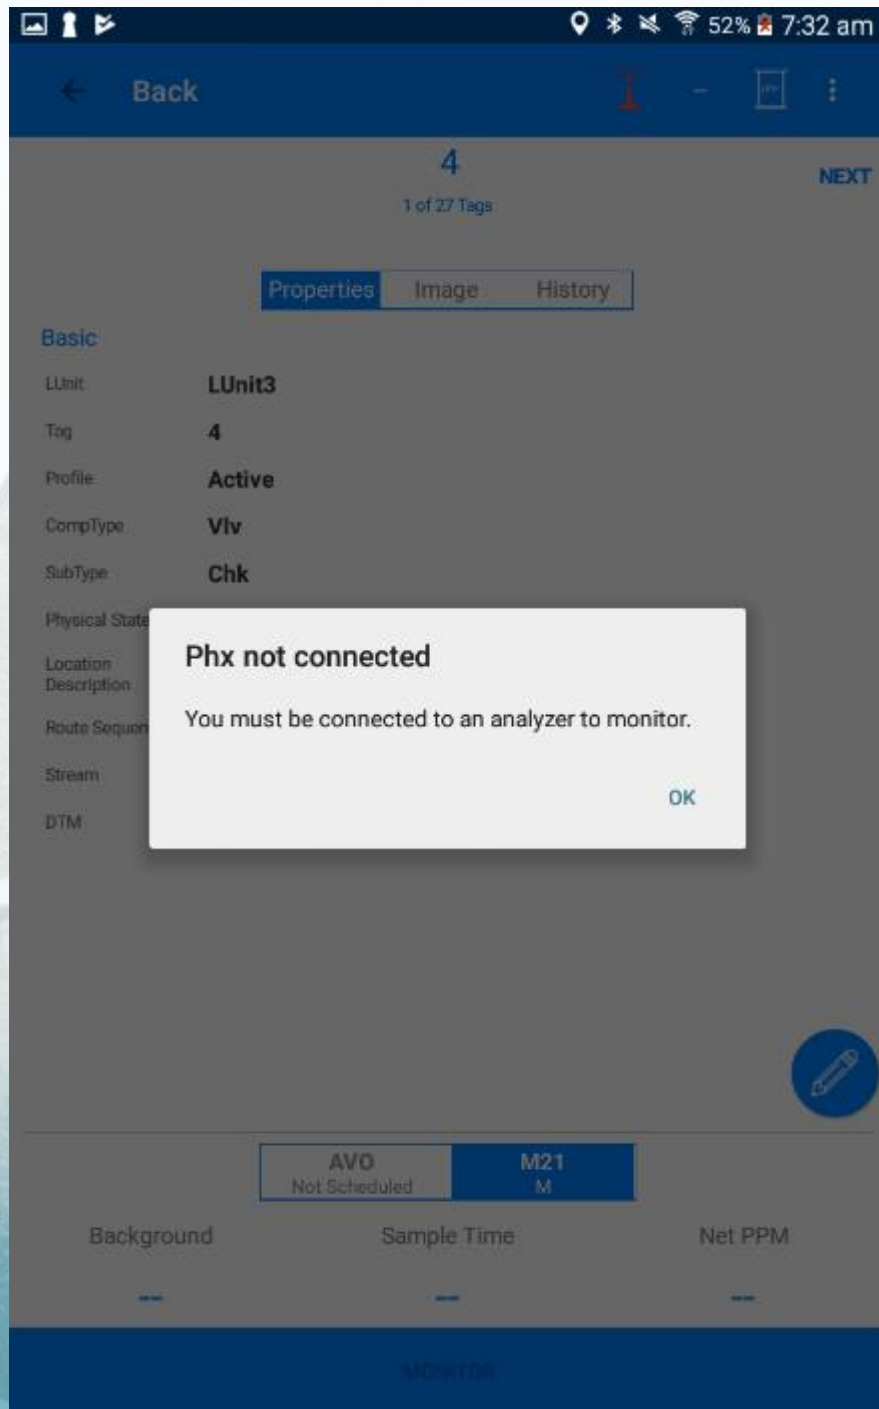 52% 7:32 am
Back
4
NEXT
1 of 27 Tags
Properties Image History
Basic
LUnit LUnit3
Tag 4
Profile Active
CompType Vlv
SubType Chk
Physical State
Location
Description
Route Sequen
Stream
DTM
Phx not connected
You must be connected to an analyzer to monitor.
OK
AVO M21
Not Scheduled M
Background Sample Time Net PPM
-- -- --
MONITOR